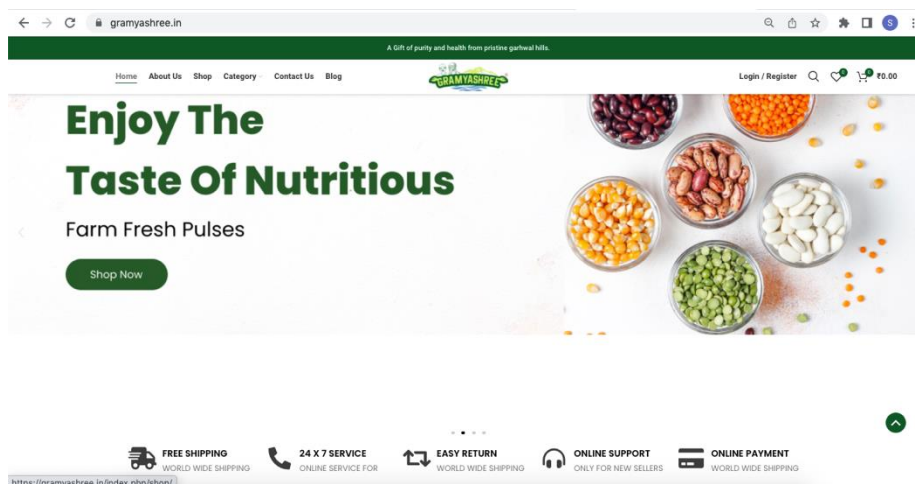 gramyashree.in
S
A Gift of purity and health from pristine garhwal hills.
Home About Us Shop Category Contact Us Blog
GRAMYASHREE
Login / Register 0 0 ₹0.00
Enjoy The
Taste Of Nutritious
Farm Fresh Pulses
Shop Now
FREE SHIPPING
WORLD WIDE SHIPPING
24 X 7 SERVICE
ONLINE SERVICE FOR
EASY RETURN
WORLD WIDE SHIPPING
ONLINE SUPPORT
ONLY FOR NEW SELLERS
ONLINE PAYMENT
WORLD WIDE SHIPPING
https://gramyashree.in/index.php/shop/